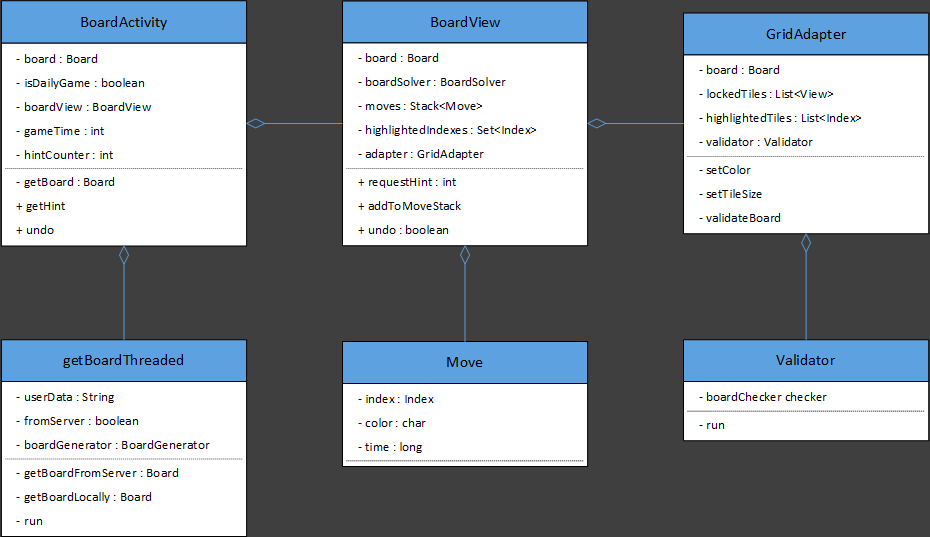 BoardActivity
- board : Board
- isDailyGame : boolean
- boardView : BoardView
- gameTime : int
- hintCounter : int
- getBoard : Board
+ getHint
+ undo
BoardView
- board : Board
- boardSolver : BoardSolver
- moves : Stack<Move>
- highlightedIndexes : Set<Index>
- adapter : GridAdapter
+ requestHint : int
+ addToMoveStack
+ undo : boolean
GridAdapter
- board : Board
- lockedTiles : List<View>
- highlightedTiles : List<Index>
- validator : Validator
- setColor
- setTileSize
- validateBoard
getBoardThreaded
- userData : String
- fromServer : boolean
- boardGenerator : BoardGenerator
- getBoardFromServer : Board
- getBoardLocally : Board
- run
Move
- index : Index
- color : char
- time : long
Validator
- boardChecker checker
- run